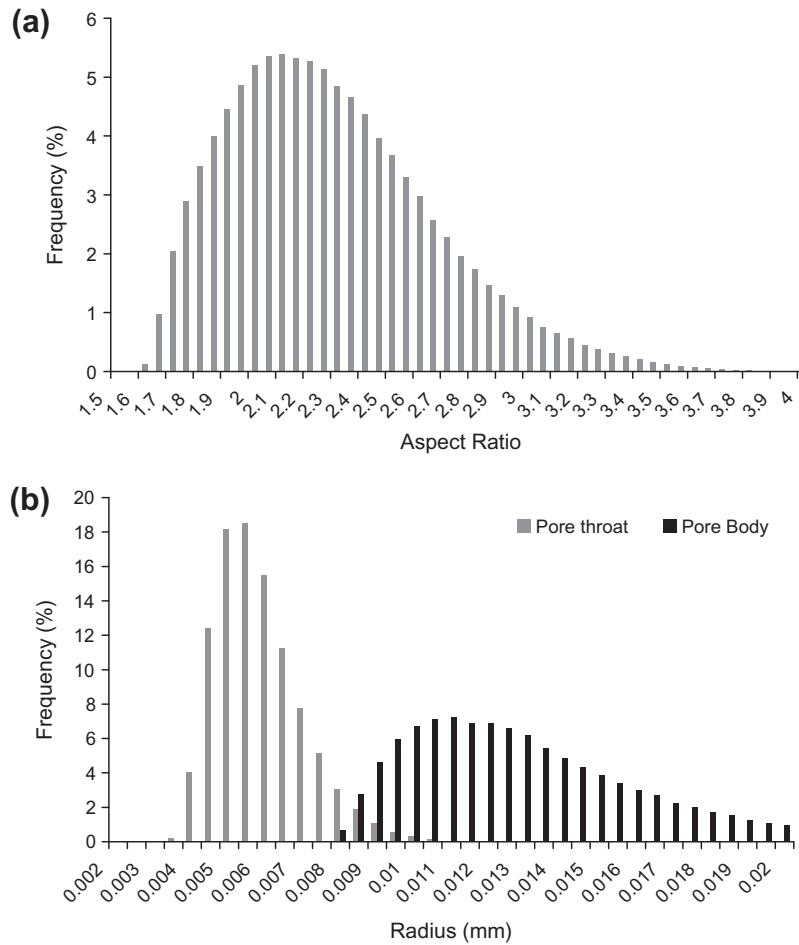 (a)
6
5
4
3
2
1
0
Frequency (%)
1.5 1.6 1.7 1.8 1.9 2 2.1 2.2 2.3 2.4 2.5 2.6 2.7 2.8 2.9 3 3.1 3.2 3.3 3.4 3.5 3.6 3.7 3.8 3.9 4
Aspect Ratio
(b)
20
18
16
14
12
10
8
6
4
2
0
Frequency (%)
Pore throat Pore Body
0.002 0.003 0.004 0.005 0.006 0.007 0.008 0.009 0.01 0.011 0.012 0.013 0.014 0.015 0.016 0.017 0.018 0.019 0.02
Radius (mm)